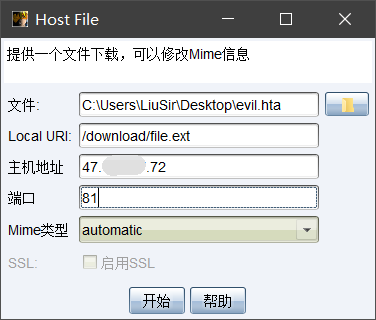 Host File
提供一个文件下载，可以修改Mime信息
文件: C:\Users\LiuSir\Desktop\evil.hta
Local URI: /download/file.ext
主机地址 47. .72
端口 81
Mime类型 automatic
SSL: 启用SSL
开始 帮助